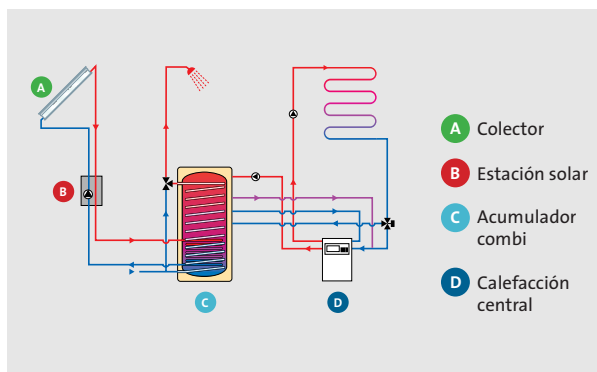 A
B
C
D
A Colector
B Estación solar
C Acumulador
combi
D Calefacción
central